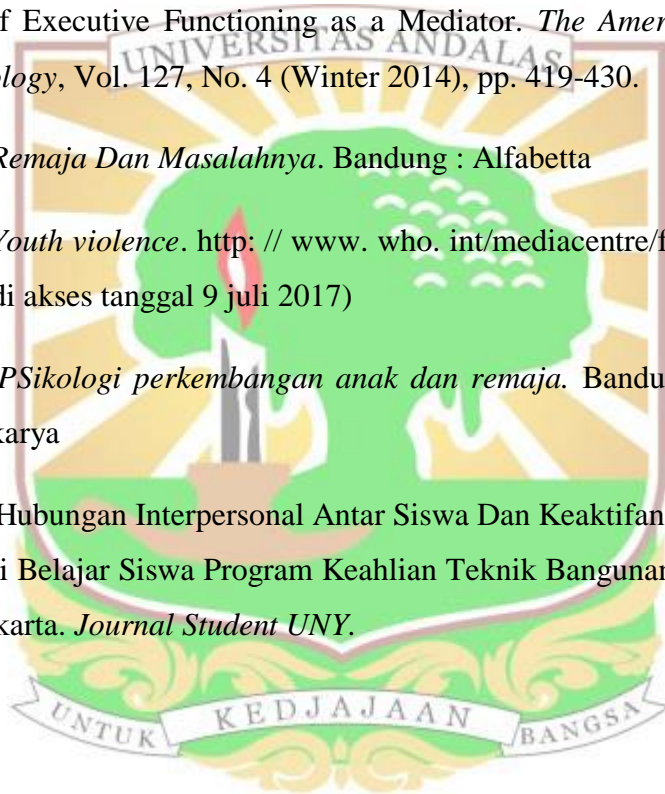 of Executive Functioning as a Mediator. The Amer
UNIVERSITAS ANDALAS
ology, Vol. 127, No. 4 (Winter 2014), pp. 419-430.
Remaja Dan Masalahnya. Bandung : Alfabetta
Youth violence. http: // www. who. int/mediacentre/f
di akses tanggal 9 juli 2017)
PSikologi perkembangan anak dan remaja. Bandu
karya
Hubungan Interpersonal Antar Siswa Dan Keaktifan
i Belajar Siswa Program Keahlian Teknik Bangunan
karta. Journal Student UNY.
UNTUK KEDJAJAAN BANGSA